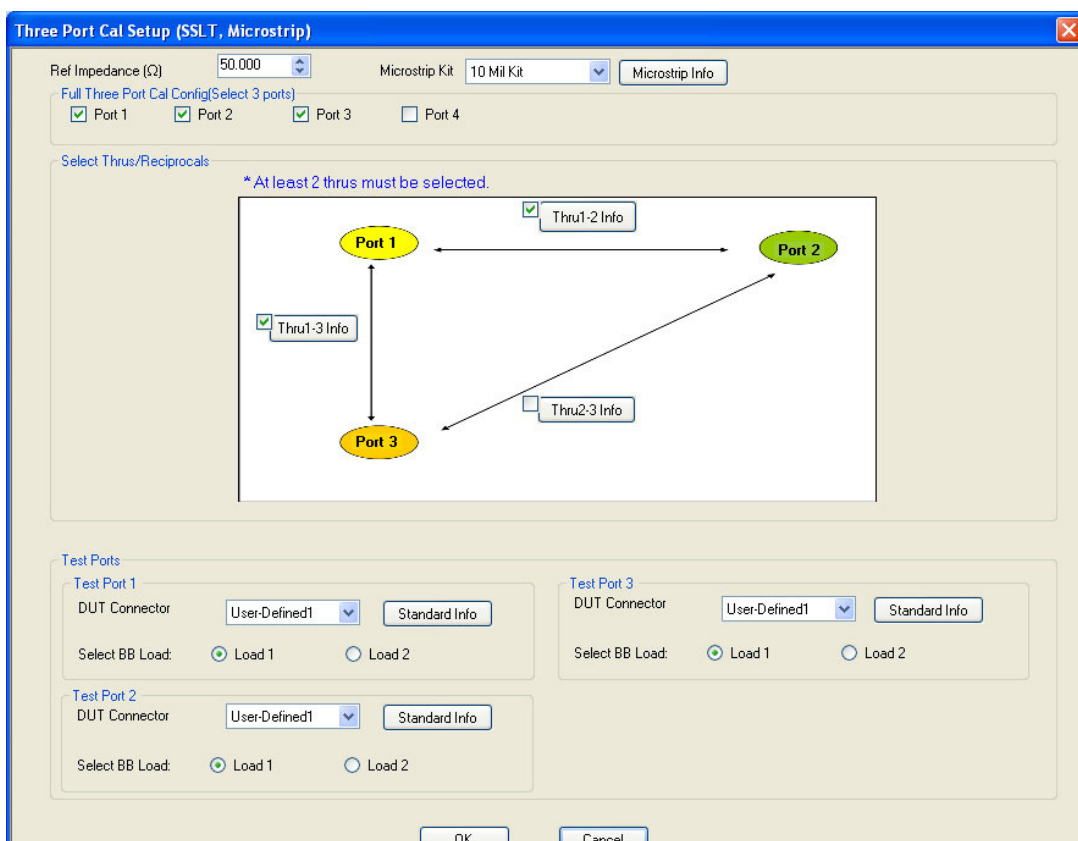 Three Port Cal Setup (SSLT, Microstrip)
Ref Impedance (Ω) 50.000 Microstrip Kit 10 Mil Kit Microstrip Info
Full Three Port Cal Config(Select 3 ports)
Port 1 Port 2 Port 3 Port 4
Select Thrus/Reciprocals
* At least 2 thrus must be selected.
Thru1-2 Info
Port 1
Port 2
Thru1-3 Info
Thru2-3 Info
Port 3
Test Ports
Test Port 1
DUT Connector User-Defined1 Standard Info
Select BB Load: Load 1 Load 2
Test Port 3
DUT Connector User-Defined1 Standard Info
Select BB Load: Load 1 Load 2
Test Port 2
DUT Connector User-Defined1 Standard Info
Select BB Load: Load 1 Load 2
OK Cancel